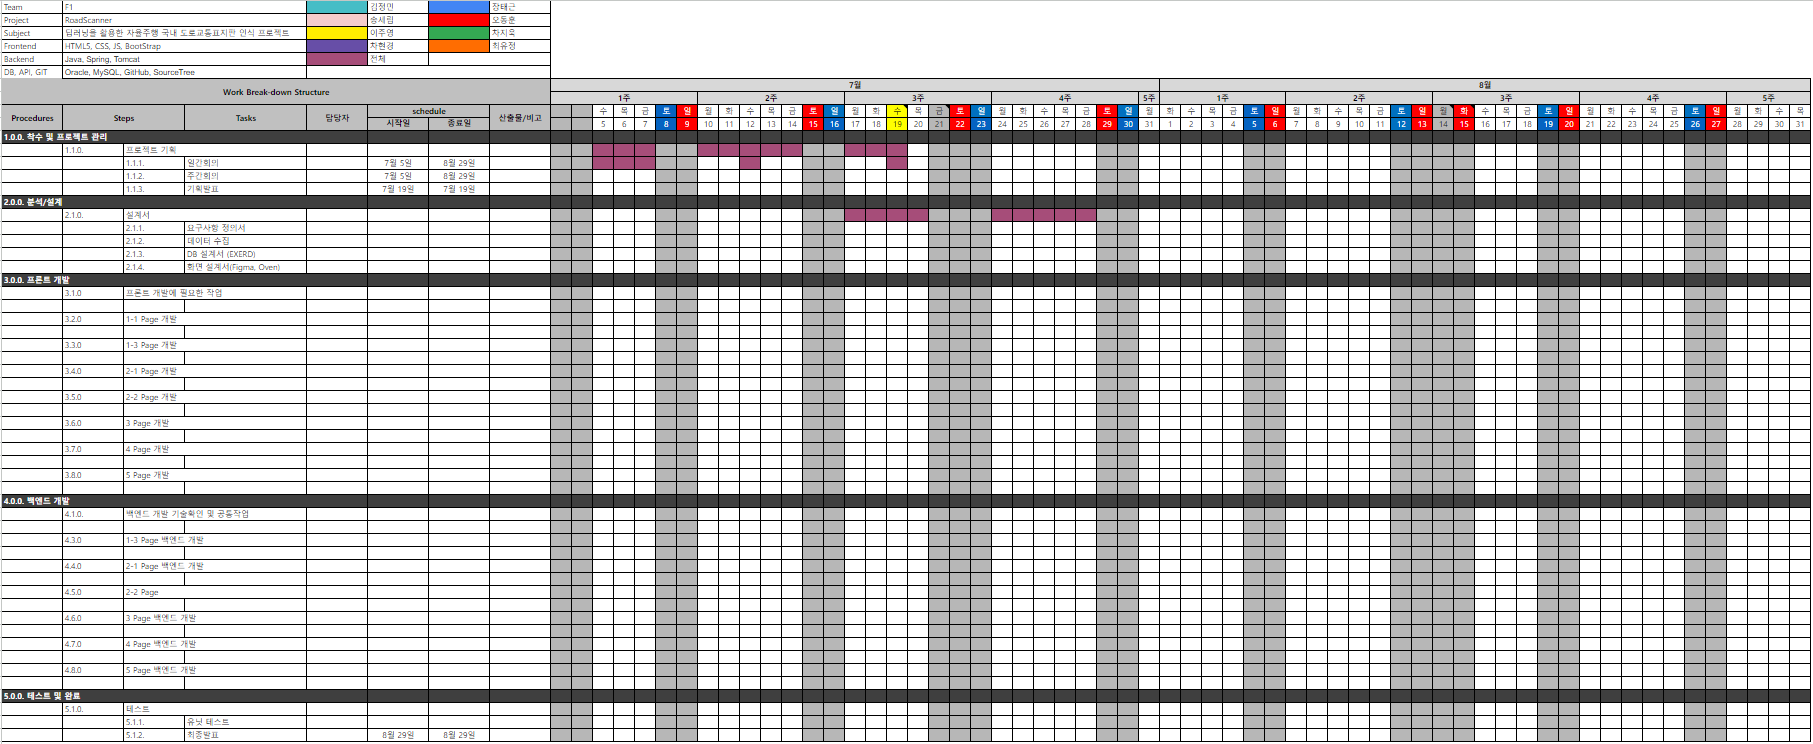 Team F1 김정민 장태근
Project RoadScanner 송세림 오동훈
Subject 딥러닝을 활용한 자율주행 국내 도로교통표지판 인식 프로젝트 이주영 차지욱
Frontend HTML5, CSS, JS, BootStrap 차현경 최유정
Backend Java, Spring, Tomcat 전체
DB, API, GIT Oracle, MySQL, GitHub, SourceTree
Work Break-down Structure 7월 8월
1주 2주 3주 4주 5주 1주 2주 3주 4주 5주
Procedures Steps Tasks 담당자 schedule 산출물/비고
수 목 금 토 일 월 화 수 목 금 토 일 월 화 수 목 금 토 일 월 화 수 목 금 토 일 월 화 수 목 금 토 일 월 화 수 목 금 토 일 월 화 수 목 금 토 일 월 화 수 목 금 토 일 월 화 수 목
시작일 종료일 5 6 7 8 9 10 11 12 13 14 15 16 17 18 19 20 21 22 23 24 25 26 27 28 29 30 31 1 2 3 4 5 6 7 8 9 10 11 12 13 14 15 16 17 18 19 20 21 22 23 24 25 26 27 28 29 30 31
1.0.0. 착수 및 프로젝트 관리
1.1.0. 프로젝트 기획
1.1.1. 일간회의 7월 5일 8월 29일
1.1.2. 주간회의 7월 5일 8월 29일
1.1.3. 기획발표 7월 19일 7월 19일
2.0.0. 분석/설계
2.1.0. 설계서
2.1.1. 요구사항 정의서
2.1.2. 데이터 수집
2.1.3. DB 설계서 (EXERD)
2.1.4. 화면 설계서(Figma, Oven)
3.0.0. 프론트 개발
3.1.0 프론트 개발에 필요한 작업
3.2.0 1-1 Page 개발
3.3.0 1-3 Page 개발
3.4.0 2-1 Page 개발
3.5.0 2-2 Page 개발
3.6.0 3 Page 개발
3.7.0 4 Page 개발
3.8.0 5 Page 개발
4.0.0. 백엔드 개발
4.1.0. 백엔드 개발 기술확인 및 공통작업
4.3.0 1-3 Page 백엔드 개발
4.4.0 2-1 Page 백엔드 개발
4.5.0 2-2 Page
4.6.0 3 Page 백엔드 개발
4.7.0 4 Page 백엔드 개발
4.8.0 5 Page 백엔드 개발
5.0.0. 테스트 및 완료
5.1.0. 테스트
5.1.1. 유닛 테스트
5.1.2. 최종발표 8월 29일 8월 29일